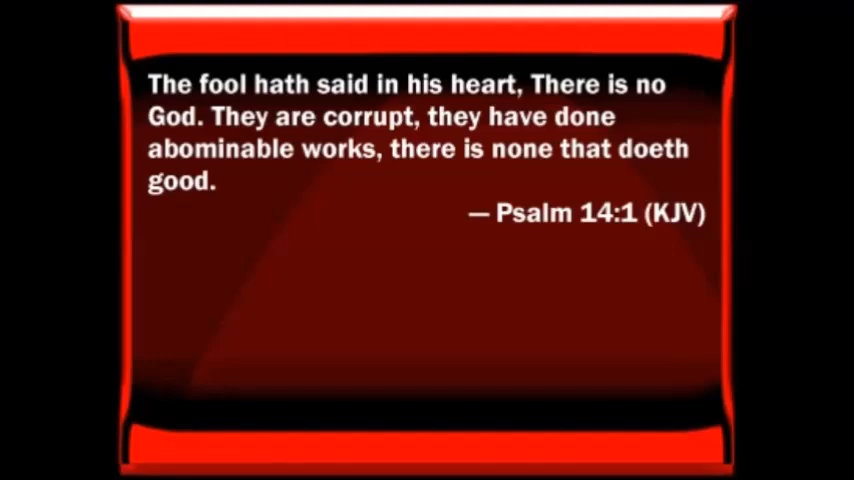 The fool hath said in his heart, There is no
God. They are corrupt, they have done
abominable works, there is none that doeth
good.
— Psalm 14:1 (KJV)